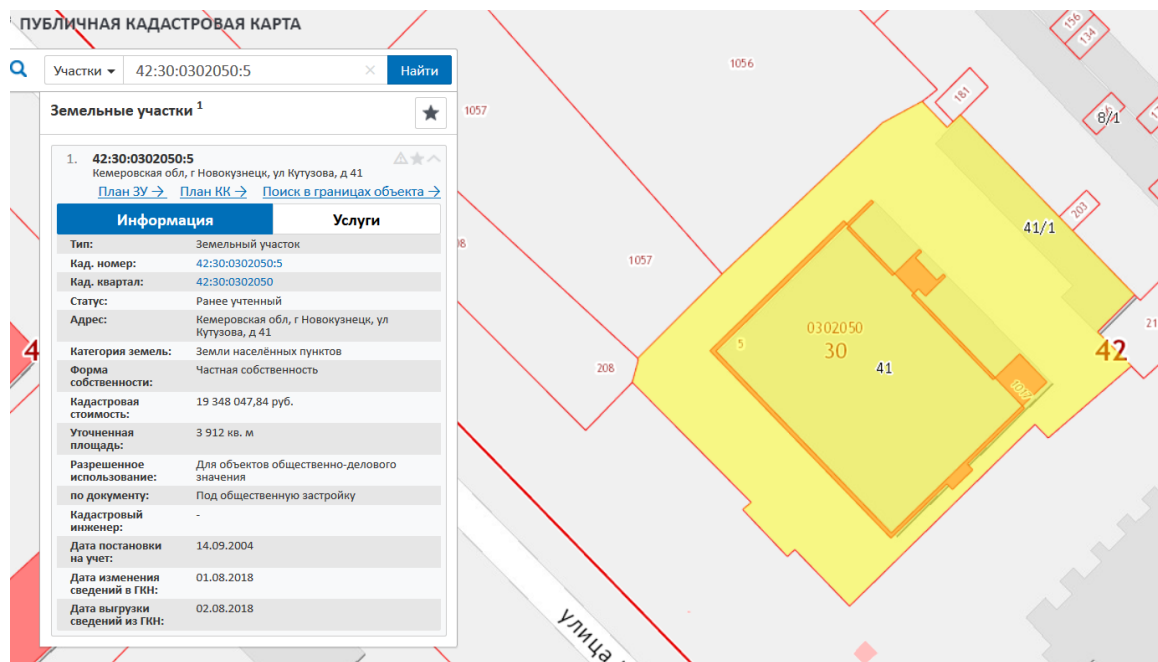 ПУБЛИЧНАЯ КАДАСТРОВАЯ КАРТА
Участки 42:30:0302050:5 × Найти
Земельные участки 1
1. 42:30:0302050:5
Кемеровская обл, г Новокузнецк, ул Кутузова, д 41
План ЗУ → План КК → Поиск в границах объекта →
Информация Услуги
Тип: Земельный участок
Кад. номер: 42:30:0302050:5
Кад. квартал: 42:30:0302050
Статус: Ранее учтенный
Адрес: Кемеровская обл, г Новокузнецк, ул
Кутузова, д 41
Категория земель: Земли населённых пунктов
Форма Частная собственность
собственности:
Кадастровая 19 348 047,84 руб.
стоимость:
Уточненная 3 912 кв. м
площадь:
Разрешенное Для объектов общественно-делового
использование: значения
по документу: Под общественную застройку
Кадастровый -
инженер:
Дата постановки 14.09.2004
на учет:
Дата изменения 01.08.2018
сведений в ГКН:
Дата выгрузки 02.08.2018
сведений из ГКН:
156
134
1056
181
1057
8/1
203
41/1
1057
0302050
30
5
41
42
4
208
улица